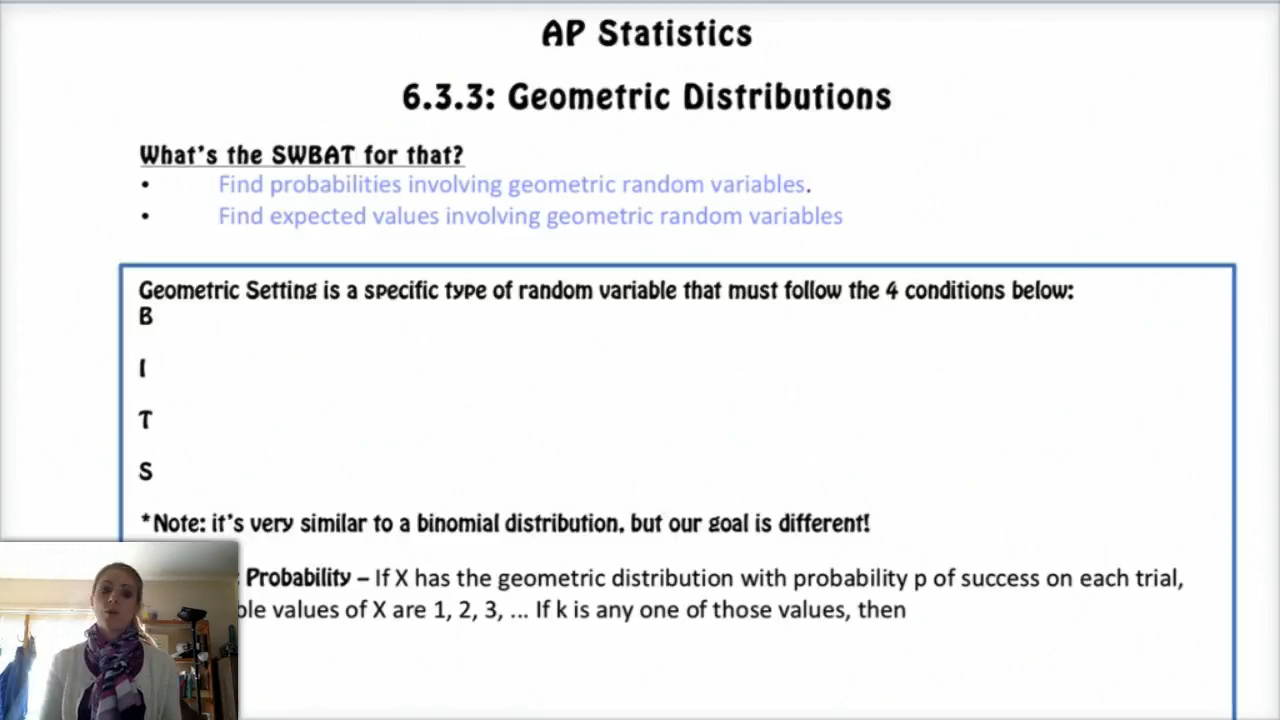 AP Statistics
6.3.3: Geometric Distributions
What's the SWBAT for that?
• Find probabilities involving geometric random variables.
• Find expected values involving geometric random variables
Geometric Setting is a specific type of random variable that must follow the 4 conditions below:
B
I
T
S
*Note: it's very similar to a binomial distribution, but our goal is different!
Probability – If X has the geometric distribution with probability p of success on each trial,
values of X are 1, 2, 3, ... If k is any one of those values, then